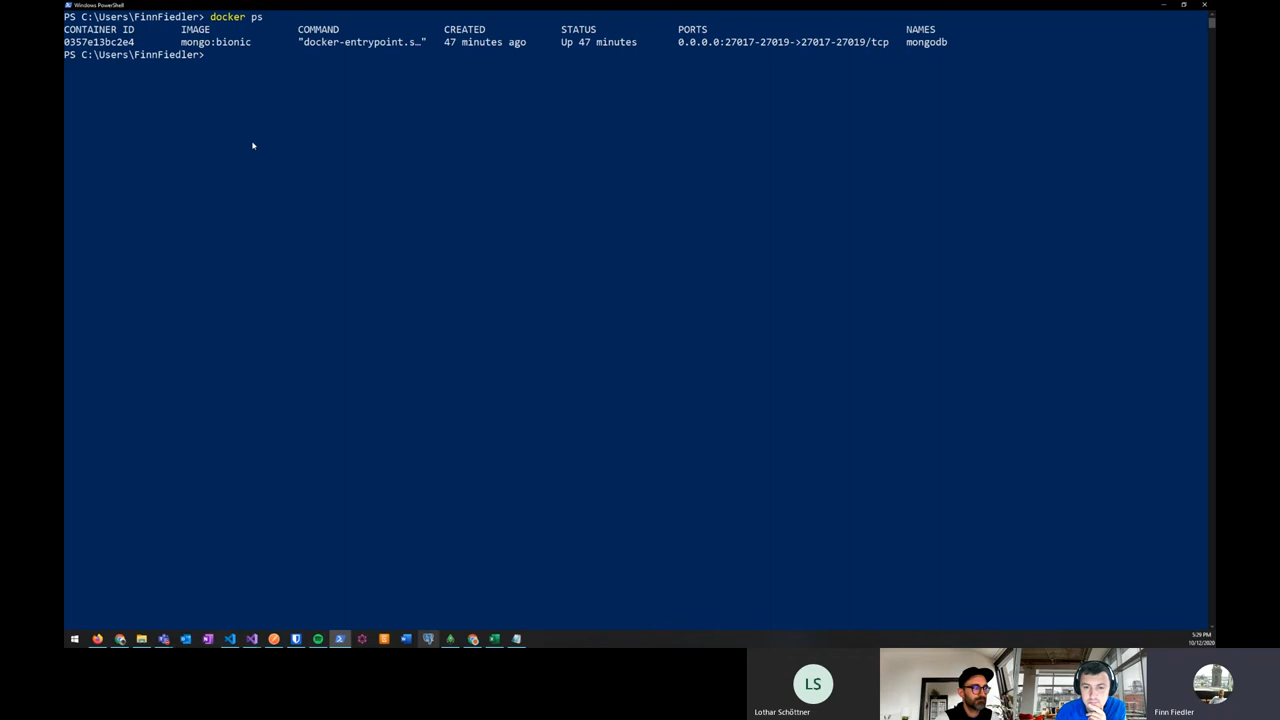 Windows PowerShell
PS C:\Users\FinnFiedler> docker ps
CONTAINER ID IMAGE COMMAND CREATED STATUS PORTS NAMES
0357e13bc2e4 mongo:bionic "docker-entrypoint.s…" 47 minutes ago Up 47 minutes 0.0.0.0:27017-27019->27017-27019/tcp mongodb
PS C:\Users\FinnFiedler>
5:29 PM
10/12/2020
LS
Lothar Schöttner
Finn Fiedler